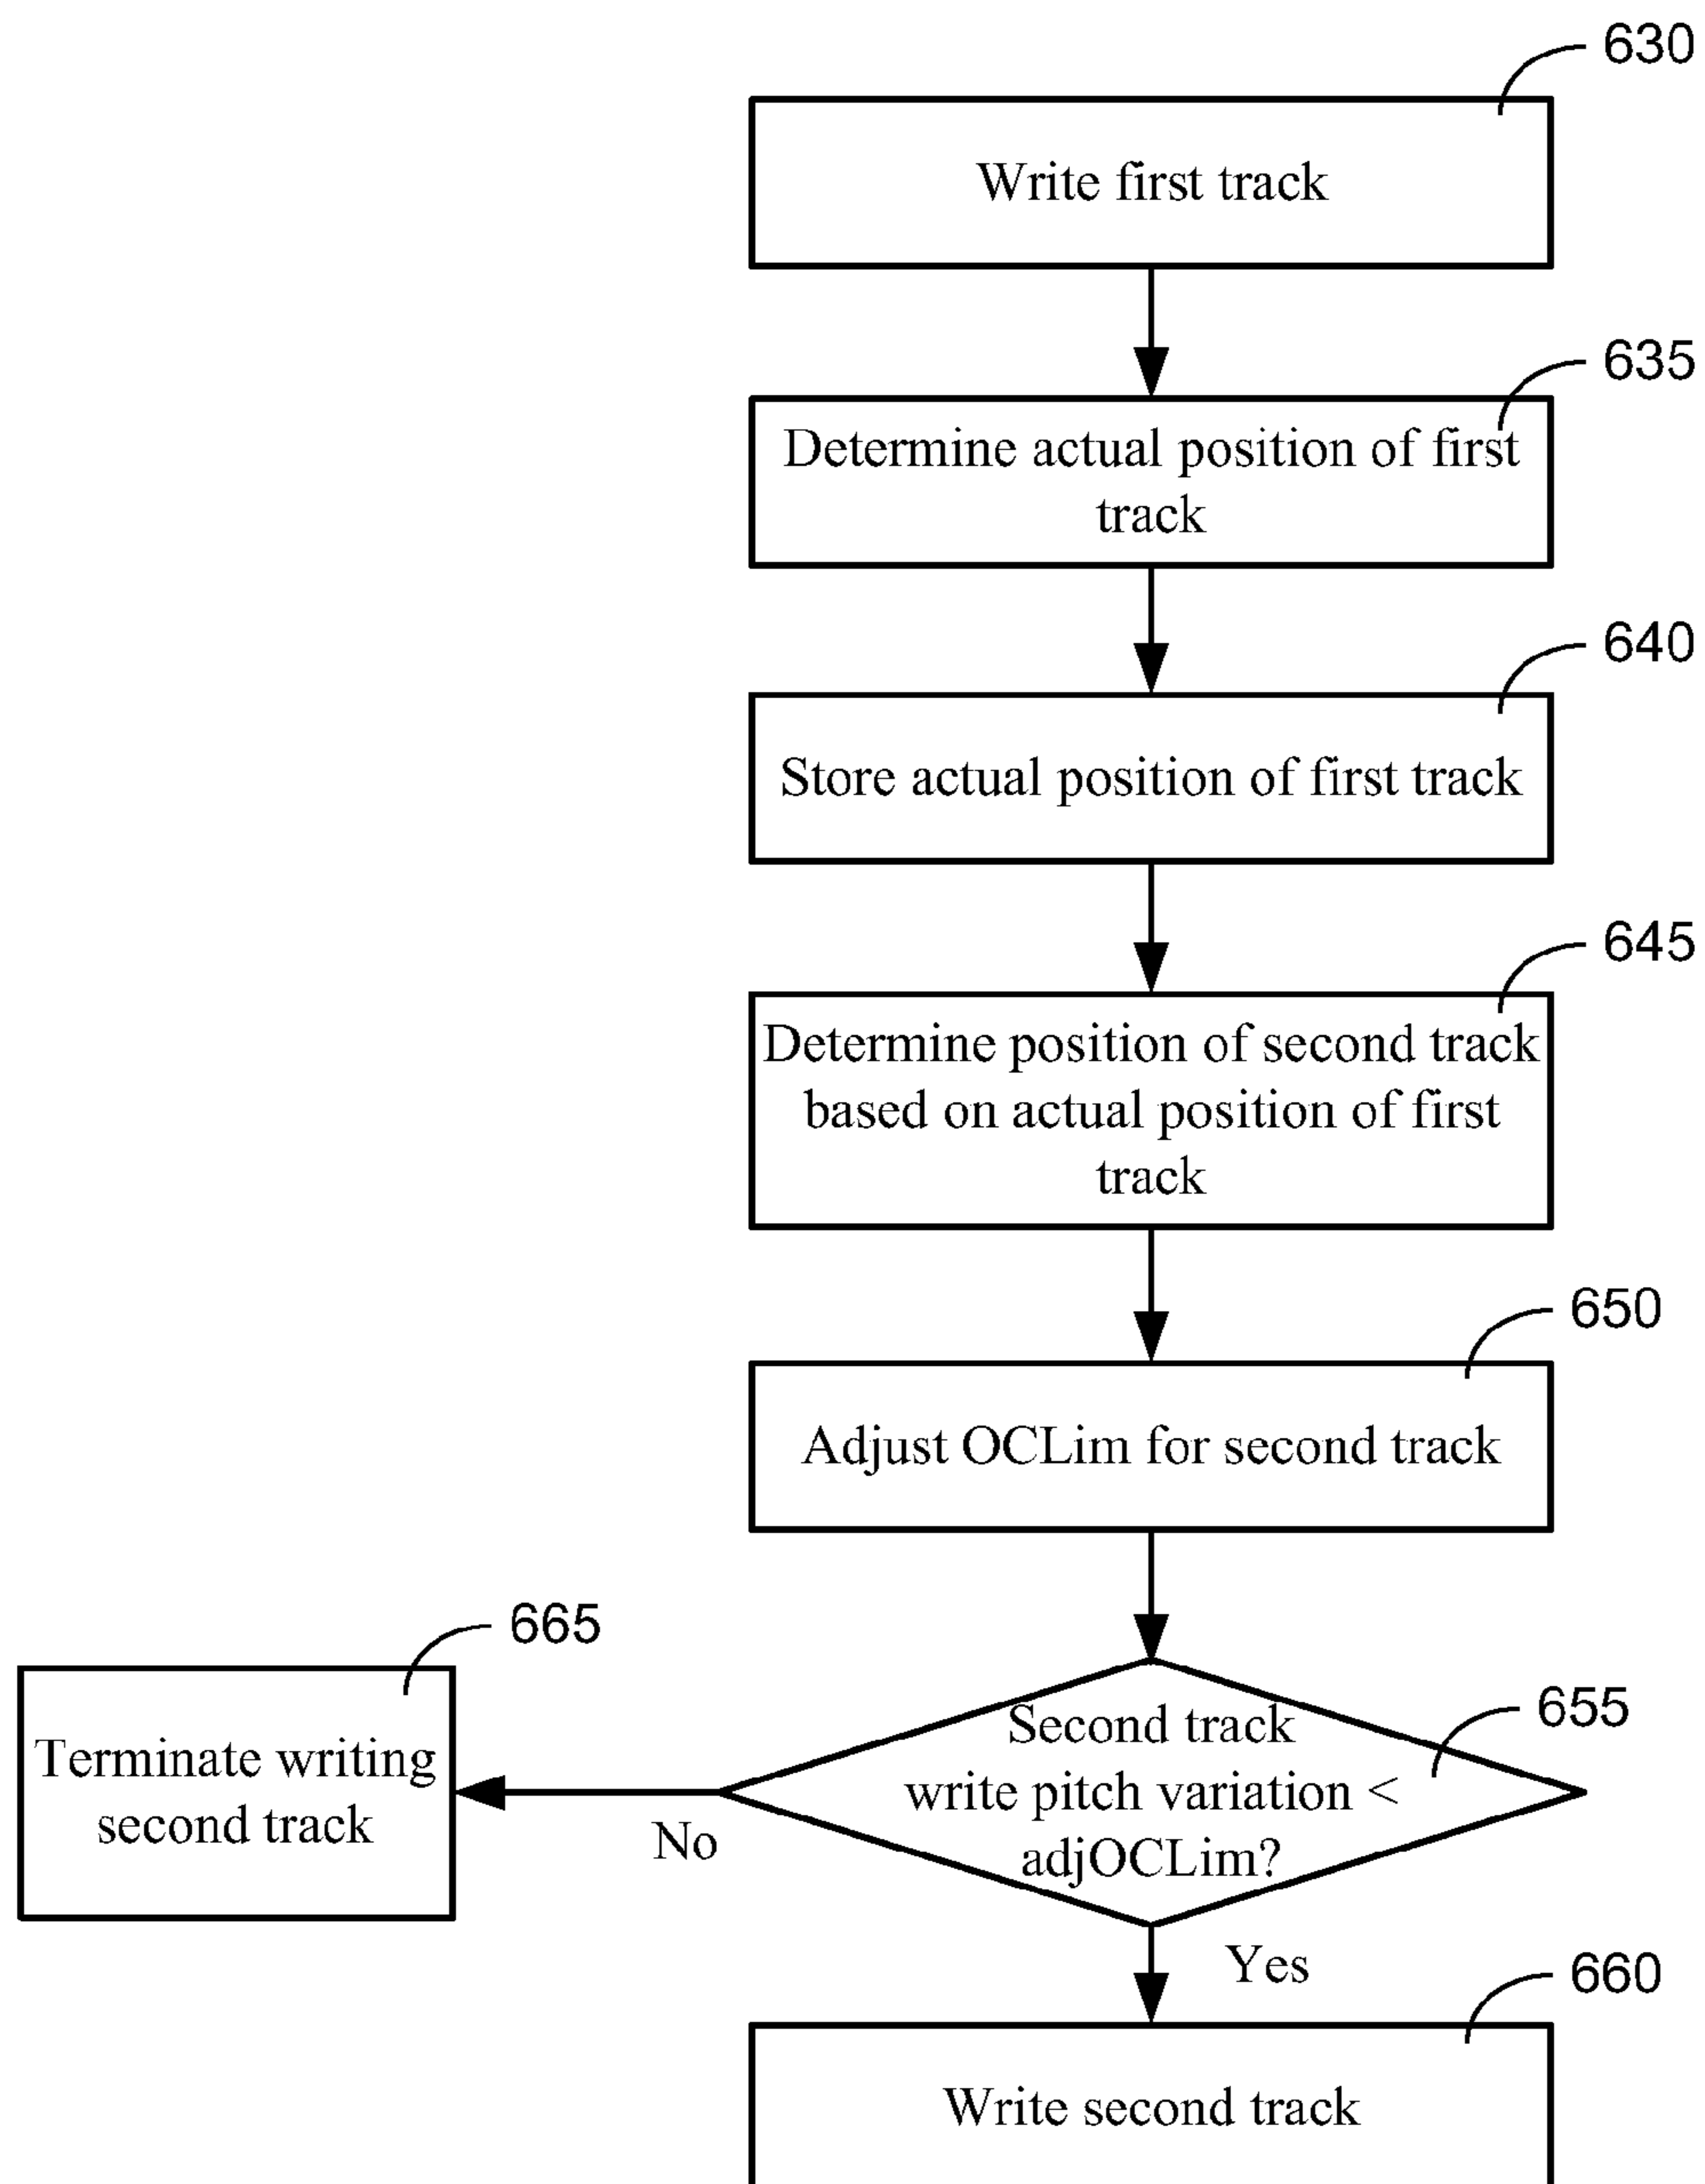 630
Write first track
635
Determine actual position of first
track
640
Store actual position of first track
645
Determine position of second track
based on actual position of first
track
650
Adjust OCLim for second track
665
Terminate writing
second track
655
Second track
write pitch variation <
adjOCLim?
No
Yes
660
Write second track